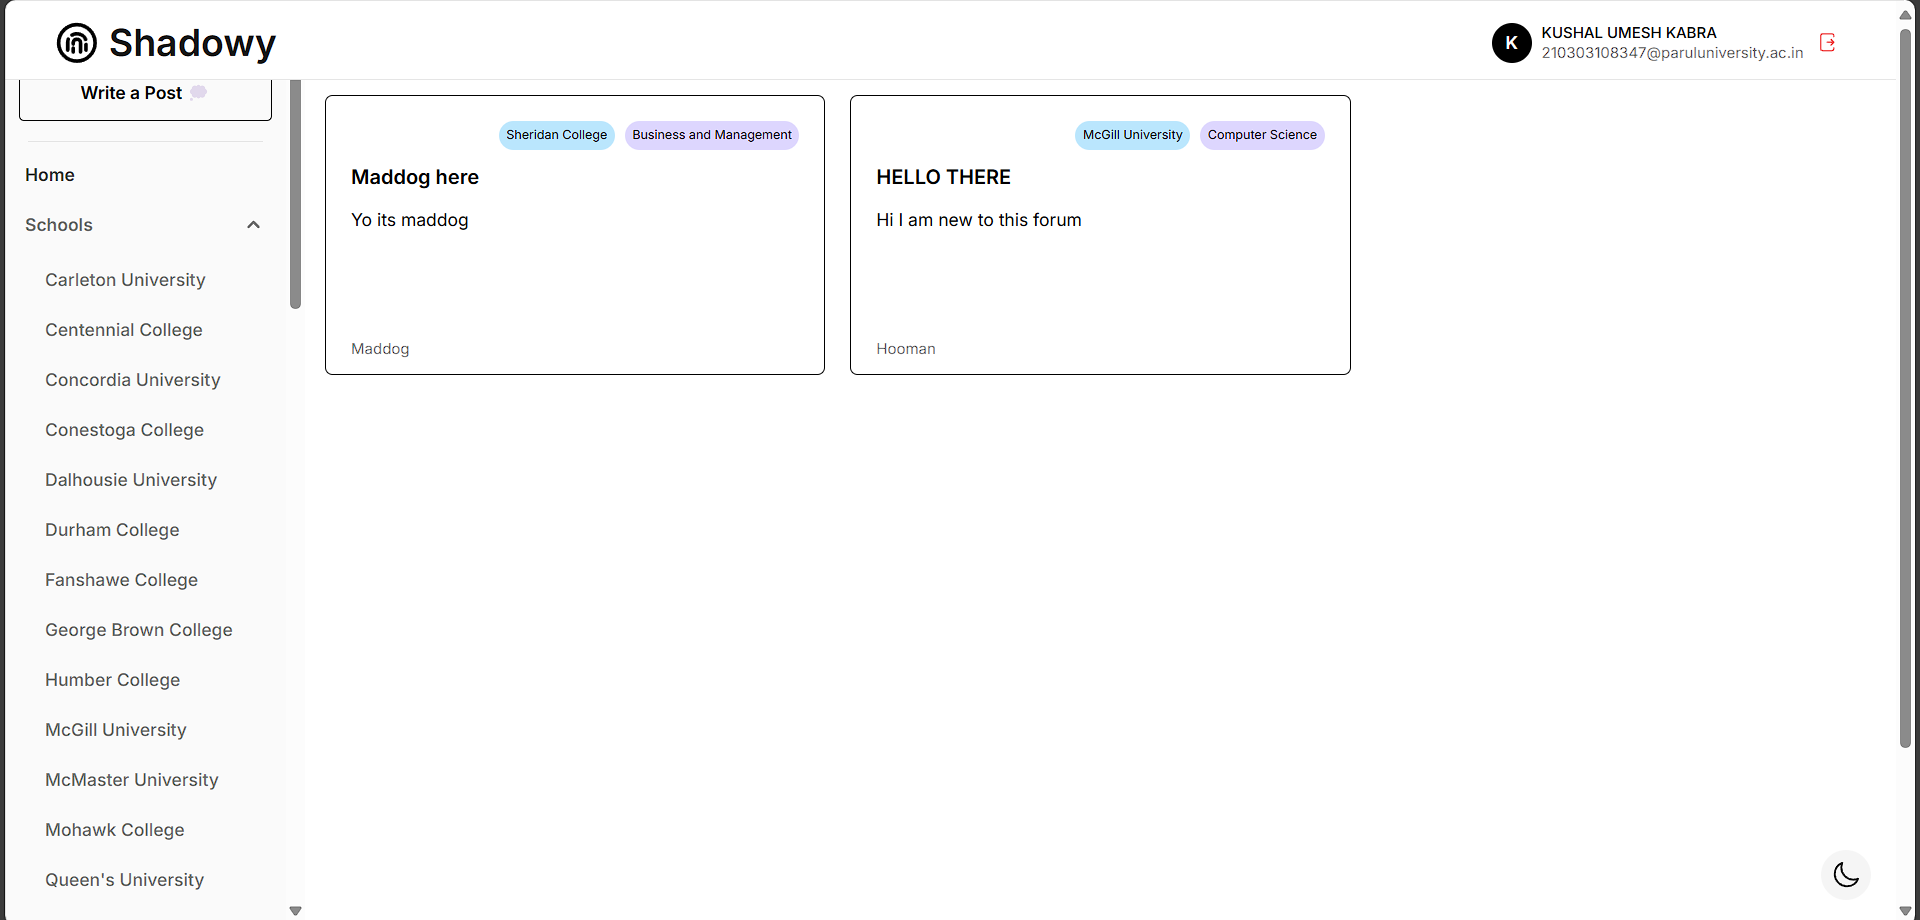 Shadowy
K
KUSHAL UMESH KABRA
210303108347@paruluniversity.ac.in
Write a Post
Home
Schools
Carleton University
Centennial College
Concordia University
Conestoga College
Dalhousie University
Durham College
Fanshawe College
George Brown College
Humber College
McGill University
McMaster University
Mohawk College
Queen's University
Sheridan College
Business and Management
Maddog here
Yo its maddog
Maddog
McGill University
Computer Science
HELLO THERE
Hi I am new to this forum
Hooman